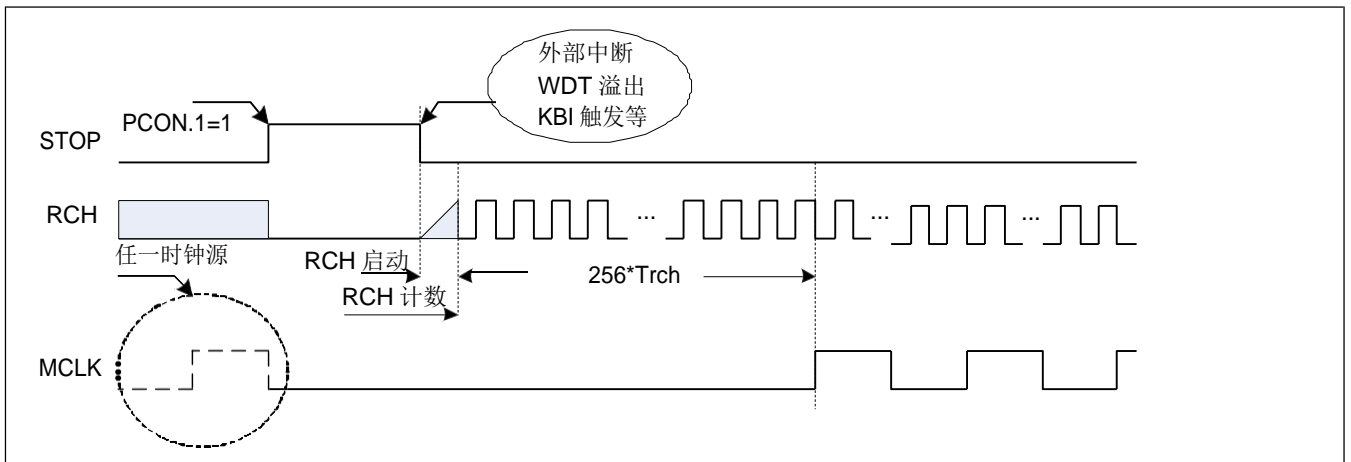 外部中断
WDT 溢出
KBI 触发等
PCON.1=1
STOP
RCH
...
...
...
任一时钟源
RCH 启动
256*Trch
RCH 计数
MCLK